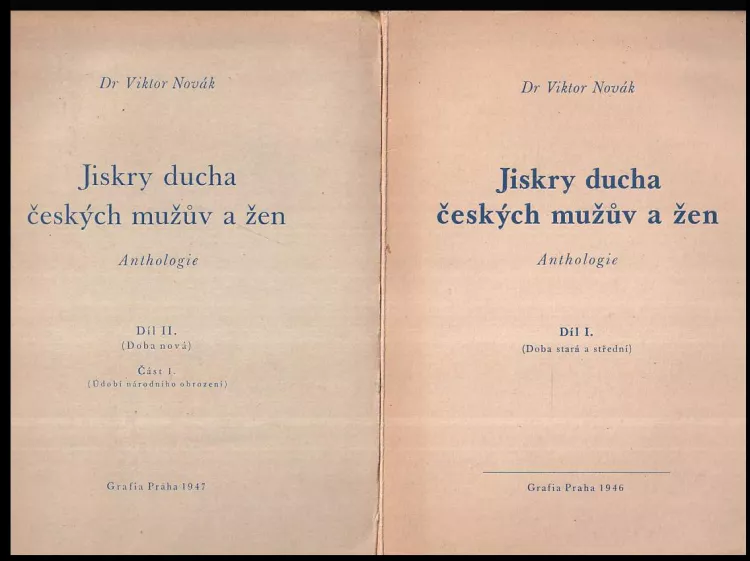 Dr Viktor Novák
Jiskry ducha
českých mužův a žen
Anthologie
Díl II.
(Doba nová)
Část 1.
(Údobí národního obrození)
Grafia Praha 1947
Dr Viktor Novák
Jiskry ducha
českých mužův a žen
Anthologie
Díl I.
(Doba stará a střední)
Grafia Praha 1946